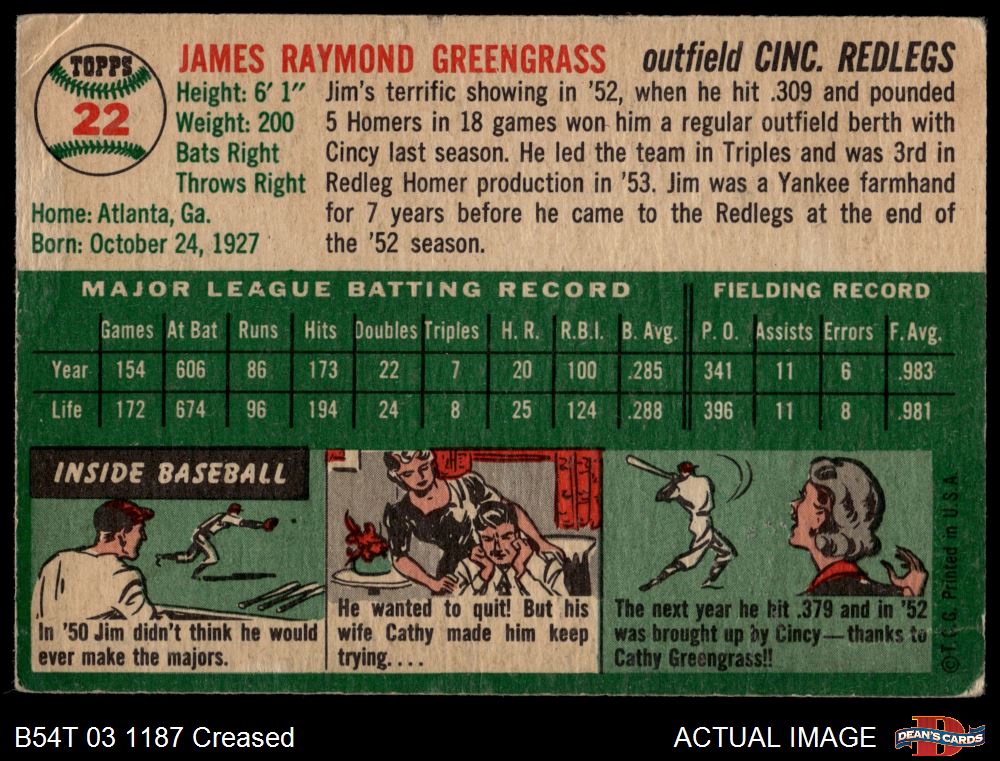 TOPPS
22
JAMES RAYMOND GREENGRASS outfield CINC. REDLEGS
Height: 6' 1"
Weight: 200
Bats Right
Throws Right
Home: Atlanta, Ga.
Born: October 24, 1927
Jim's terrific showing in '52, when he hit .309 and pounded
5 Homers in 18 games won him a regular outfield berth with
Cincy last season. He led the team in Triples and was 3rd in
Redleg Homer production in '53. Jim was a Yankee farmhand
for 7 years before he came to the Redlegs at the end of
the '52 season.
MAJOR LEAGUE BATTING RECORD FIELDING RECORD
Games At Bat Runs Hits Doubles Triples H. R. R.B.I. B. Avg. P. O. Assists Errors F. Avg.
Year 154 606 86 173 22 7 20 100 .285 341 11 6 .983
Life 172 674 96 194 24 8 25 124 .288 396 11 8 .981
INSIDE BASEBALL
In '50 Jim didn't think he would
ever make the majors.
He wanted to quit! But his
wife Cathy made him keep
trying....
The next year he hit .379 and in '52
was brought up by Cincy—thanks to
Cathy Greengrass!!
©T.C.G. Printed in U.S.A.
B54T 03 1187 Creased
ACTUAL IMAGE
DEAN'S CARDS